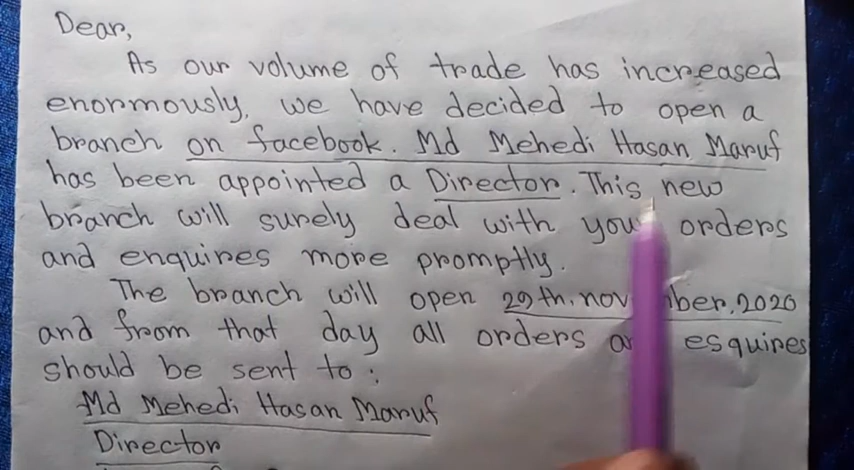 Dear,
As our volume of trade has increased
enormously, we have decided to open a
branch on facebook. Md Mehedi Hasan Maruf
has been appointed a Director. This new
branch will surely deal with your orders
and enquires more promptly.
The branch will open 29th, november, 2020
and from that day all orders esquires
should be sent to :
Md Mehedi Hasan Maruf
Director